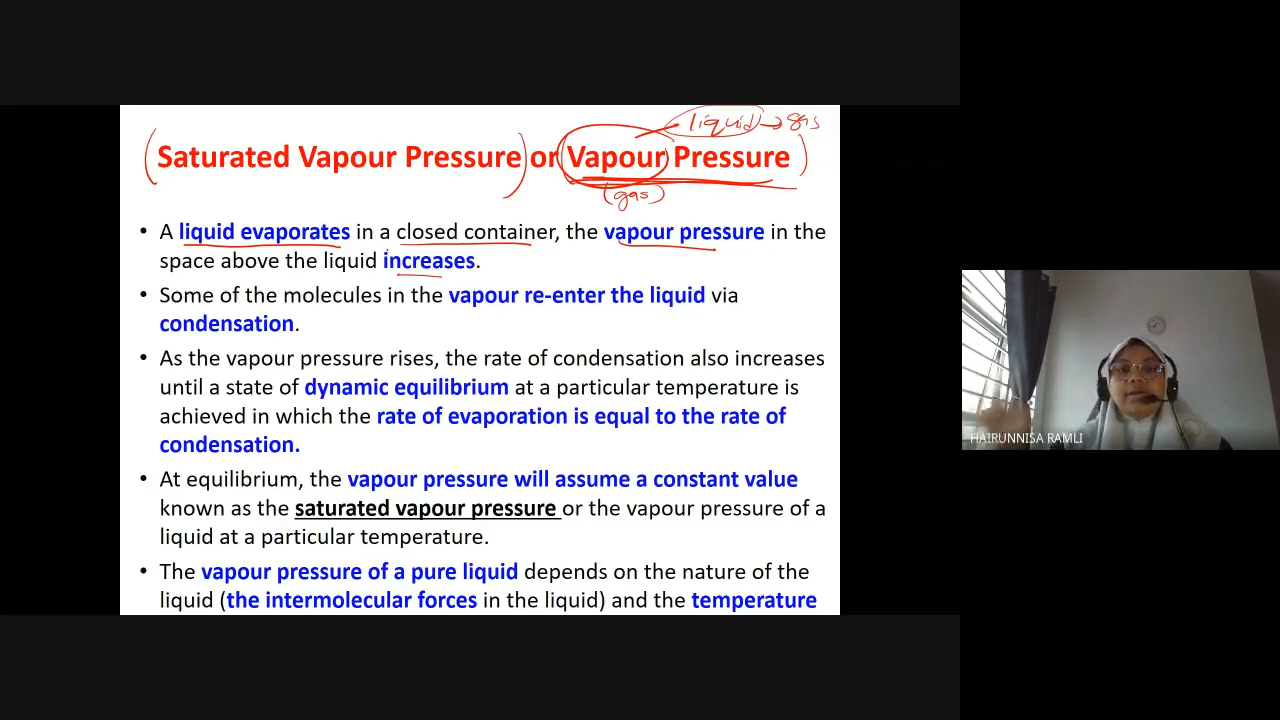 liquid → gas
(Saturated Vapour Pressure) or Vapour Pressure)
(gas)
• A liquid evaporates in a closed container, the vapour pressure in the
space above the liquid increases.
• Some of the molecules in the vapour re-enter the liquid via
condensation.
• As the vapour pressure rises, the rate of condensation also increases
until a state of dynamic equilibrium at a particular temperature is
achieved in which the rate of evaporation is equal to the rate of
condensation.
• At equilibrium, the vapour pressure will assume a constant value
known as the saturated vapour pressure or the vapour pressure of a
liquid at a particular temperature.
• The vapour pressure of a pure liquid depends on the nature of the
liquid (the intermolecular forces in the liquid) and the temperature
HAIRUNNISA RAMLI